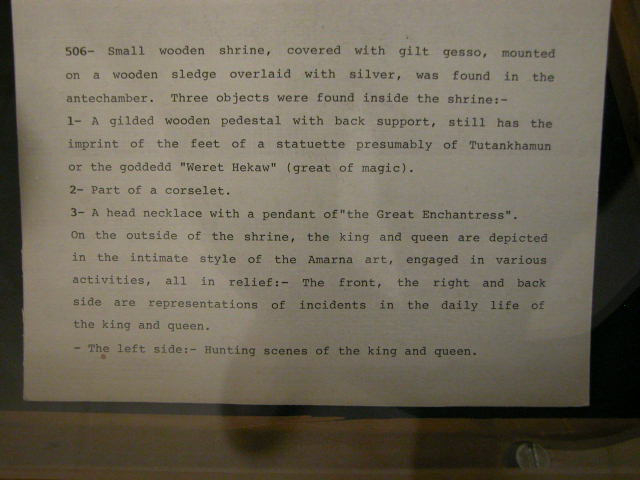 506- Small wooden shrine, covered with gilt gesso, mounted
on a wooden sledge overlaid with silver, was found in the
antechamber. Three objects were found inside the shrine:-
1- A gilded wooden pedestal with back support, still has the
imprint of the feet of a statuette presumably of Tutankhamun
or the goddedd "Weret Hekaw" (great of magic).
2- Part of a corselet.
3- A head necklace with a pendant of"the Great Enchantress".
On the outside of the shrine, the king and queen are depicted
in the intimate style of the Amarna art, engaged in various
activities, all in relief:- The front, the right and back
side are representations of incidents in the daily life of
the king and queen.
- The left side:- Hunting scenes of the king and queen.